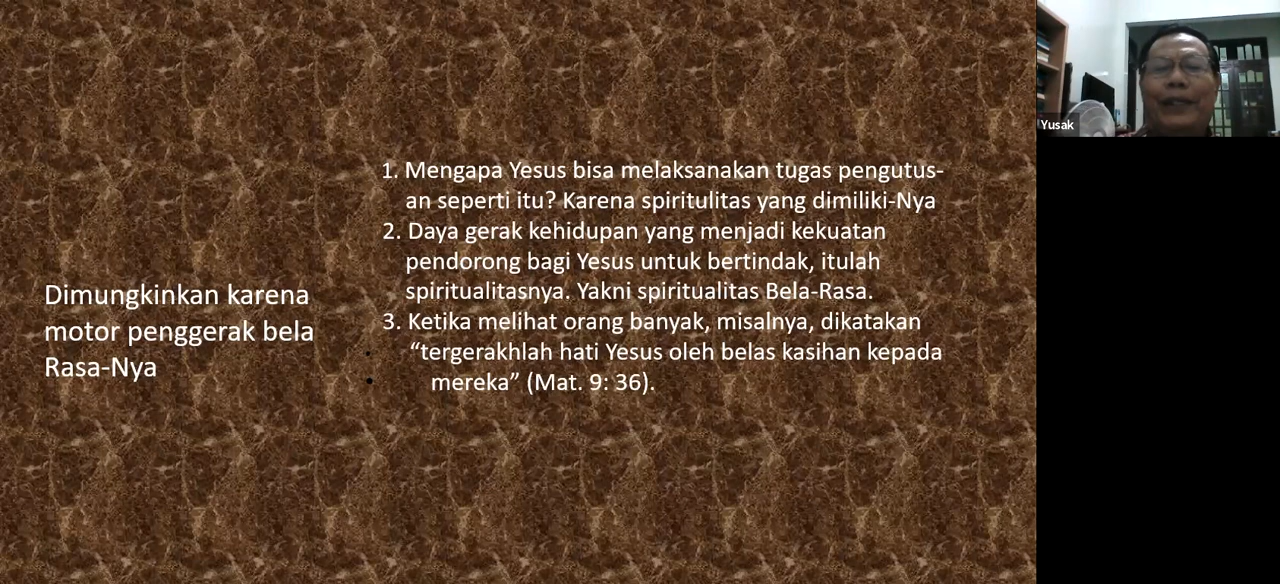 Dimungkinkan karena
motor penggerak bela
Rasa-Nya
1. Mengapa Yesus bisa melaksanakan tugas pengutus-
an seperti itu? Karena spiritulitas yang dimiliki-Nya
2. Daya gerak kehidupan yang menjadi kekuatan
pendorong bagi Yesus untuk bertindak, itulah
spiritualitasnya. Yakni spiritualitas Bela-Rasa.
3. Ketika melihat orang banyak, misalnya, dikatakan
“tergerakhlah hati Yesus oleh belas kasihan kepada
mereka” (Mat. 9: 36).
Yusak